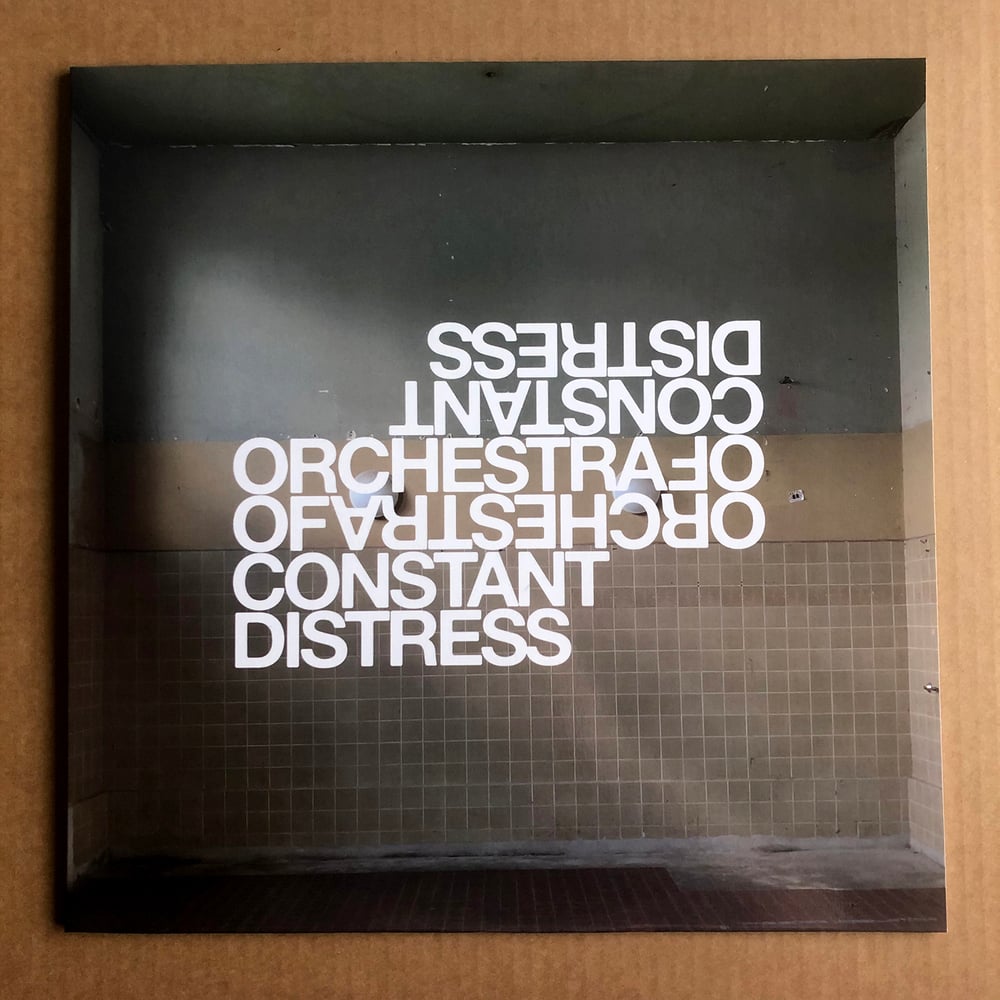 DISTRESS
CONSTANT
ORCHESTRA OF
OF ORCHESTRA
CONSTANT
DISTRESS